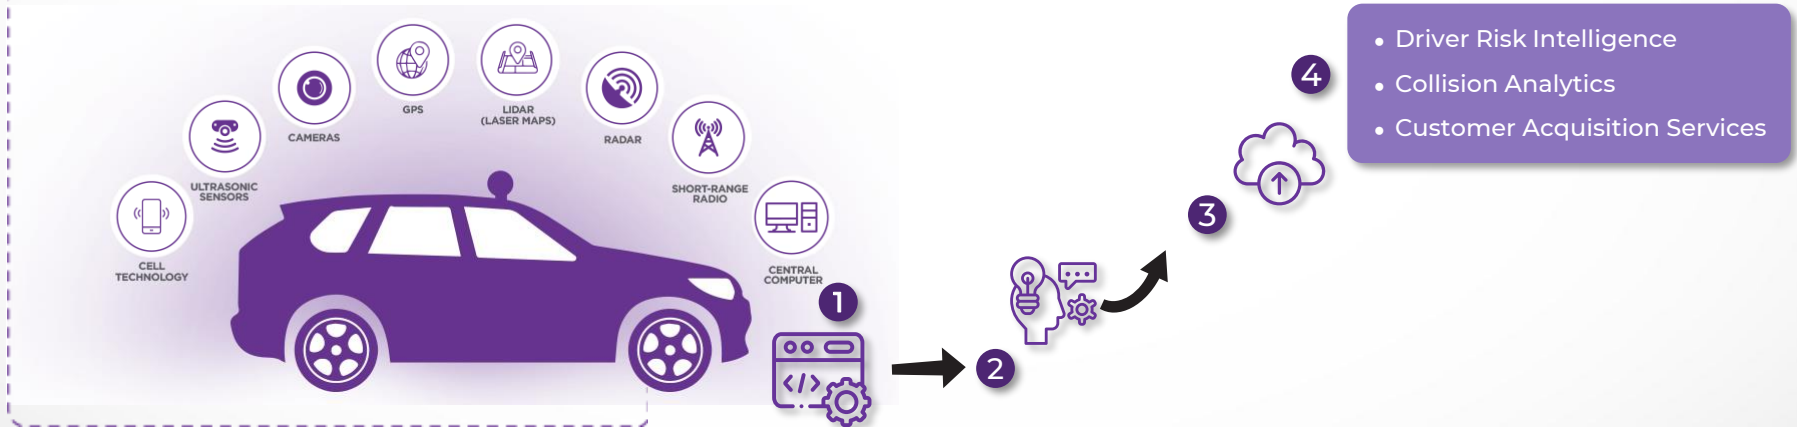 CELL
TECHNOLOGY
ULTRASONIC
SENSORS
CAMERAS
GPS
LIDAR
(LASER MAPS)
RADAR
SHORT-RANGE
RADIO
CENTRAL
COMPUTER
1
</>
2
3
4
• Driver Risk Intelligence
• Collision Analytics
• Customer Acquisition Services